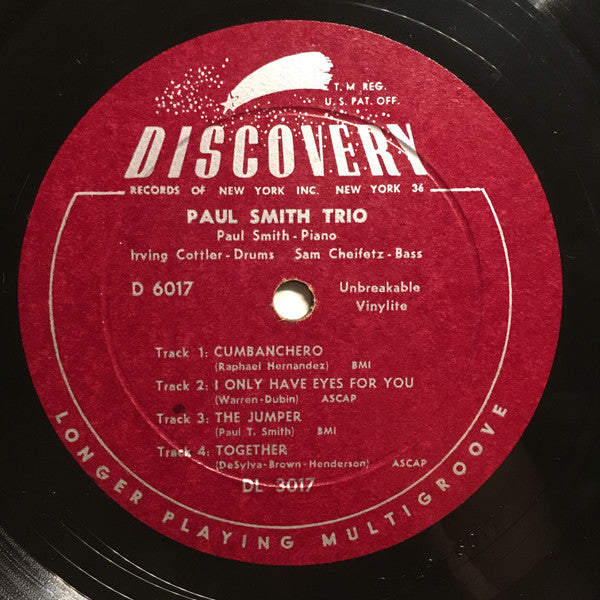 T. M REG.
U. S. PAT. OFF.
DISCOVERY
RECORDS OF NEW YORK INC. NEW YORK 36
PAUL SMITH TRIO
Paul Smith - Piano
Irving Cottler - Drums Sam Cheifetz - Bass
D 6017
Unbreakable
Vinylite
Track 1: CUMBANCHERO
(Raphael Hernandez) BMI
Track 2: I ONLY HAVE EYES FOR YOU
(Warren-Dubin) ASCAP
Track 3: THE JUMPER
(Paul T. Smith) BMI
Track 4: TOGETHER
(DeSylva-Brown-Henderson) ASCAP
DL 3017
LONGER PLAYING MULTIGROOVE